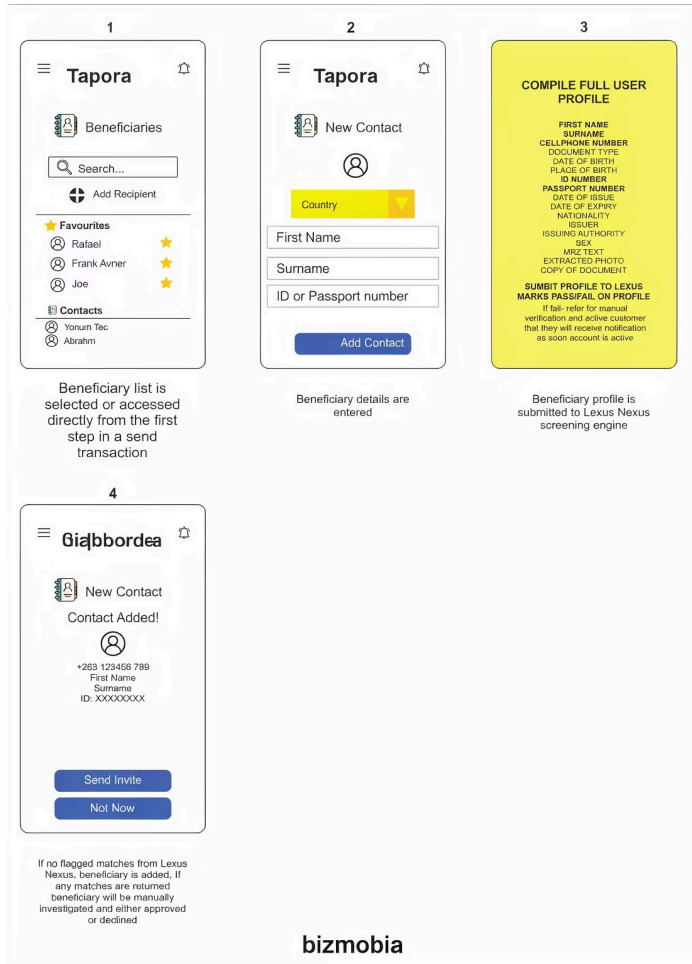 1
Tapora
Beneficiaries
Search...
Add Recipient
Favourites
Rafael
Frank Avner
Joe
Contacts
Yonum Tec
Abrahm
Beneficiary list is
selected or accessed
directly from the first
step in a send
transaction
2
Tapora
New Contact
Country
First Name
Surname
ID or Passport number
Add Contact
Beneficiary details are
entered
3
COMPILE FULL USER
PROFILE
FIRST NAME
SURNAME
CELLPHONE NUMBER
DOCUMENT TYPE
DATE OF BIRTH
PLACE OF BIRTH
ID NUMBER
PASSPORT NUMBER
DATE OF ISSUE
DATE OF EXPIRY
NATIONALITY
ISSUER
ISSUING AUTHORITY
SEX
MRZ TEXT
EXTRACTED PHOTO
COPY OF DOCUMENT
SUMBIT PROFILE TO LEXUS
MARKS PASS/FAIL ON PROFILE
If fail- refer for manual
verification and active customer
that they will receive notification
as soon account is active
Beneficiary profile is
submitted to Lexus Nexus
screening engine
4
New Contact
Contact Added!
+263 123456 789
First Name
Surname
ID: XXXXXXXX
Send Invite
Not Now
If no flagged matches from Lexus
Nexus, beneficiary is added, If
any matches are returned
beneficiary will be manually
investigated and either approved
or declined
bizmobia